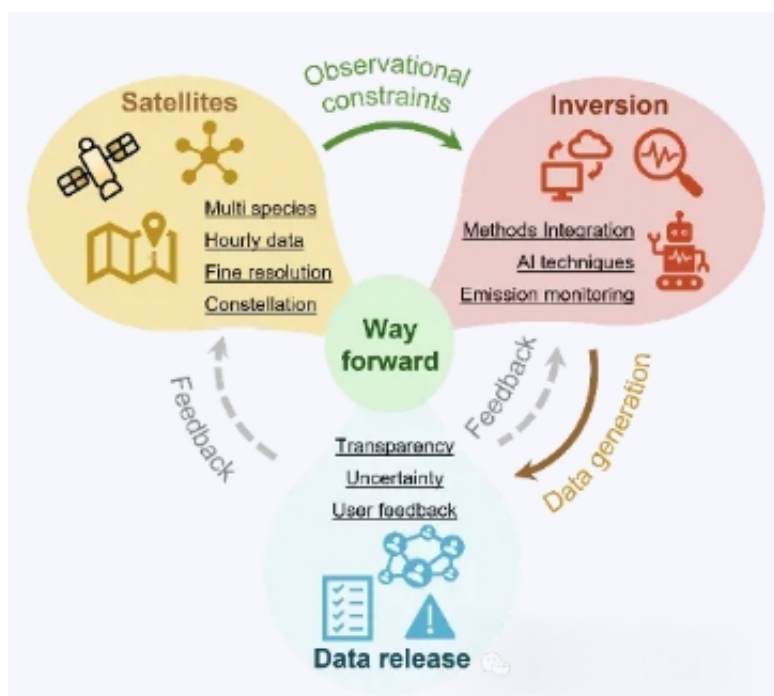 Observational
constraints
Satellites
Multi species
Hourly data
Fine resolution
Constellation
Inversion
Methods Integration
AI techniques
Emission monitoring
Way
forward
Feedback
Feedback
Data generation
Transparency
Uncertainty
User feedback
Data release